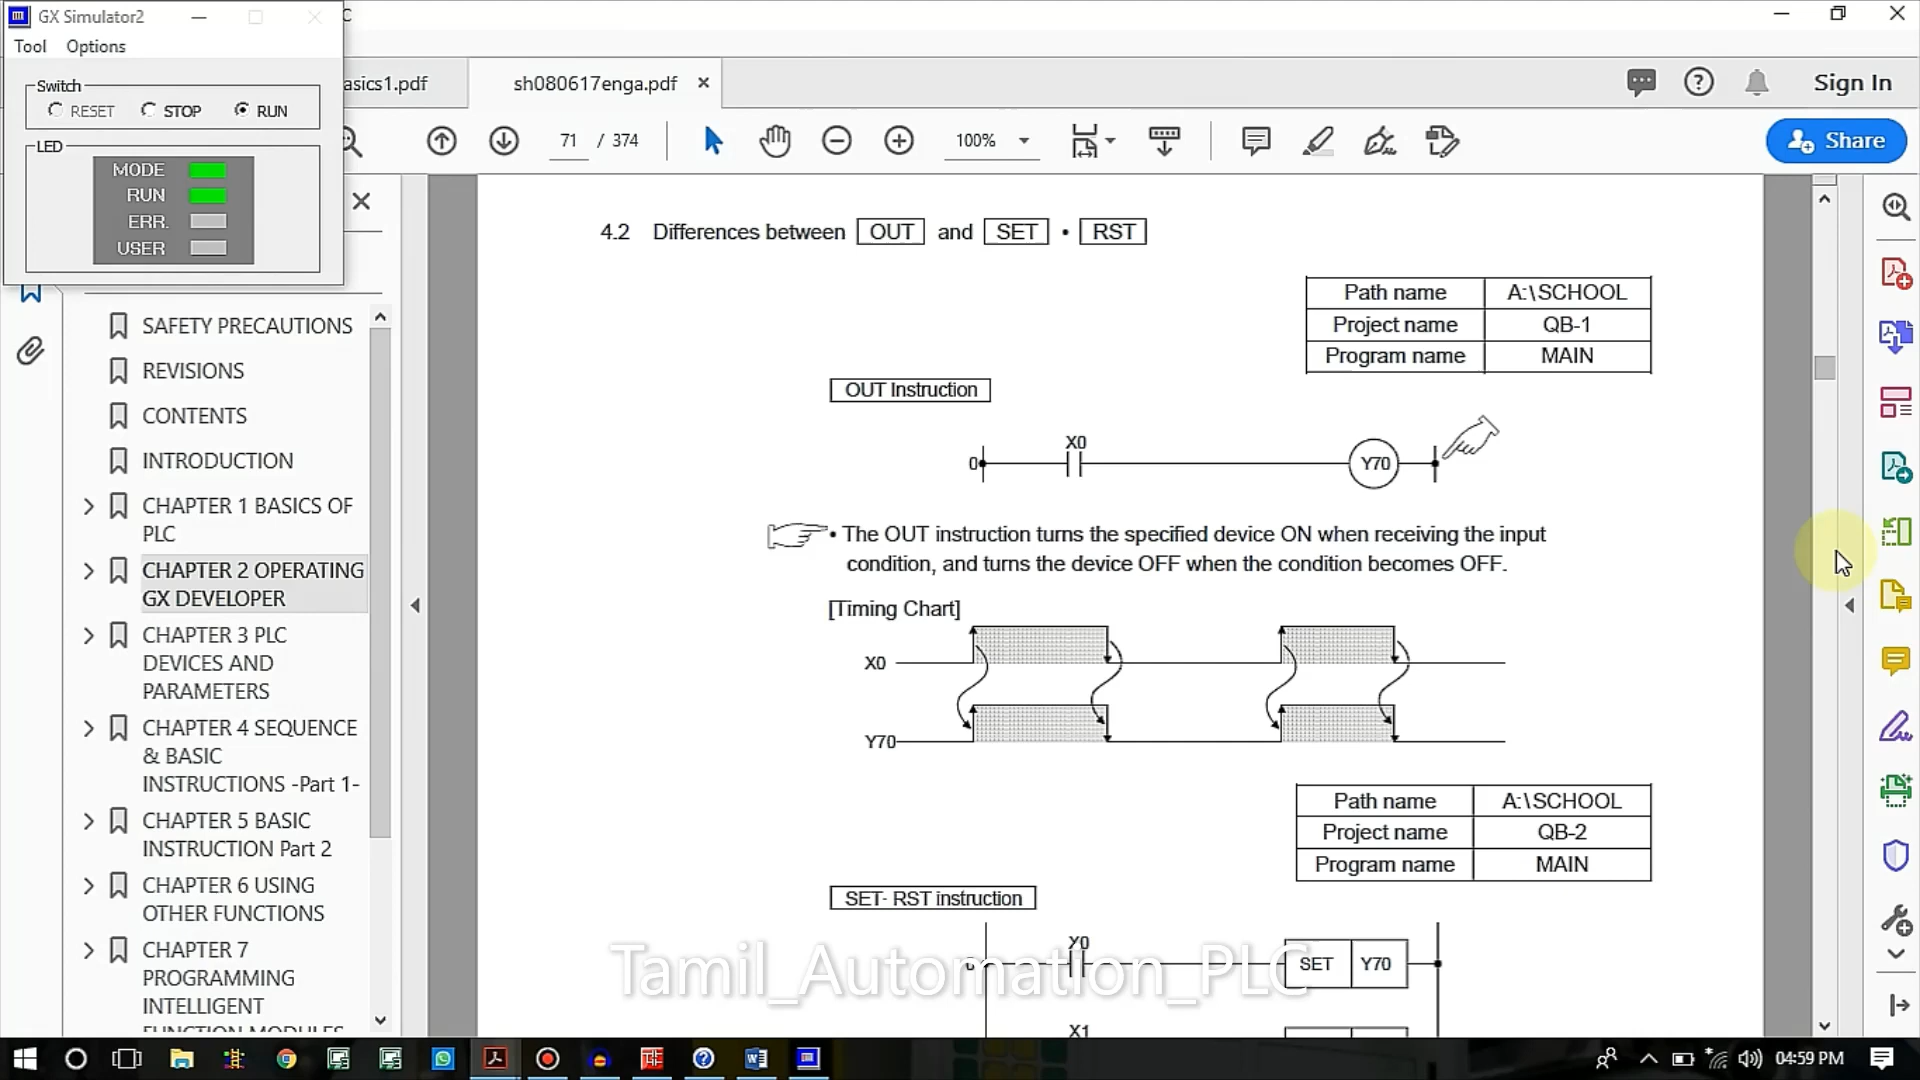 GX Simulator2
C
Tool Options
Switch
RESET STOP RUN
LED
MODE
RUN
ERR.
USER
asics1.pdf
sh080617enga.pdf
Sign In
71 / 374
100%
Share
SAFETY PRECAUTIONS
REVISIONS
CONTENTS
INTRODUCTION
CHAPTER 1 BASICS OF
PLC
CHAPTER 2 OPERATING
GX DEVELOPER
CHAPTER 3 PLC
DEVICES AND
PARAMETERS
CHAPTER 4 SEQUENCE
& BASIC
INSTRUCTIONS -Part 1-
CHAPTER 5 BASIC
INSTRUCTION Part 2
CHAPTER 6 USING
OTHER FUNCTIONS
CHAPTER 7
PROGRAMMING
INTELLIGENT
FUNCTION MODULES
4.2 Differences between OUT and SET • RST
Path name A:\SCHOOL
Project name QB-1
Program name MAIN
OUT Instruction
X0
0 Y70
• The OUT instruction turns the specified device ON when receiving the input
condition, and turns the device OFF when the condition becomes OFF.
[Timing Chart]
X0
Y70
Path name A:\SCHOOL
Project name QB-2
Program name MAIN
SET- RST instruction
X0
0 SET Y70
Tamil_Automation_PLC
X1
04:59 PM